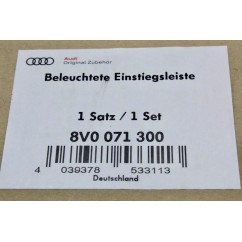 Audi
Original Zubehör
Beleuchtete Einstiegsleiste
1 Satz / 1 Set
8V0 071 300
4 039378 533113
Deutschland